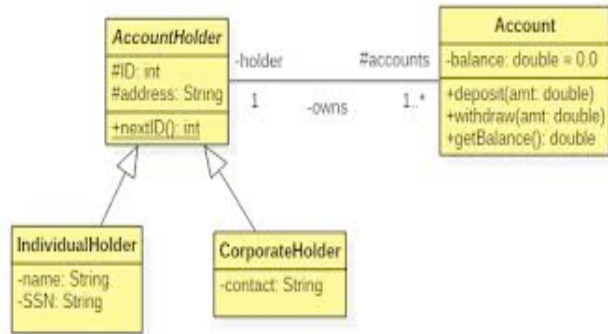 AccountHolder
#ID: int
#address: String
+nextID(): int
-holder
1
-owns
#accounts
1..*
Account
-balance: double = 0.0
+deposit(amt: double)
+withdraw(amt: double)
+getBalance(): double
IndividualHolder
-name: String
-SSN: String
CorporateHolder
-contact: String